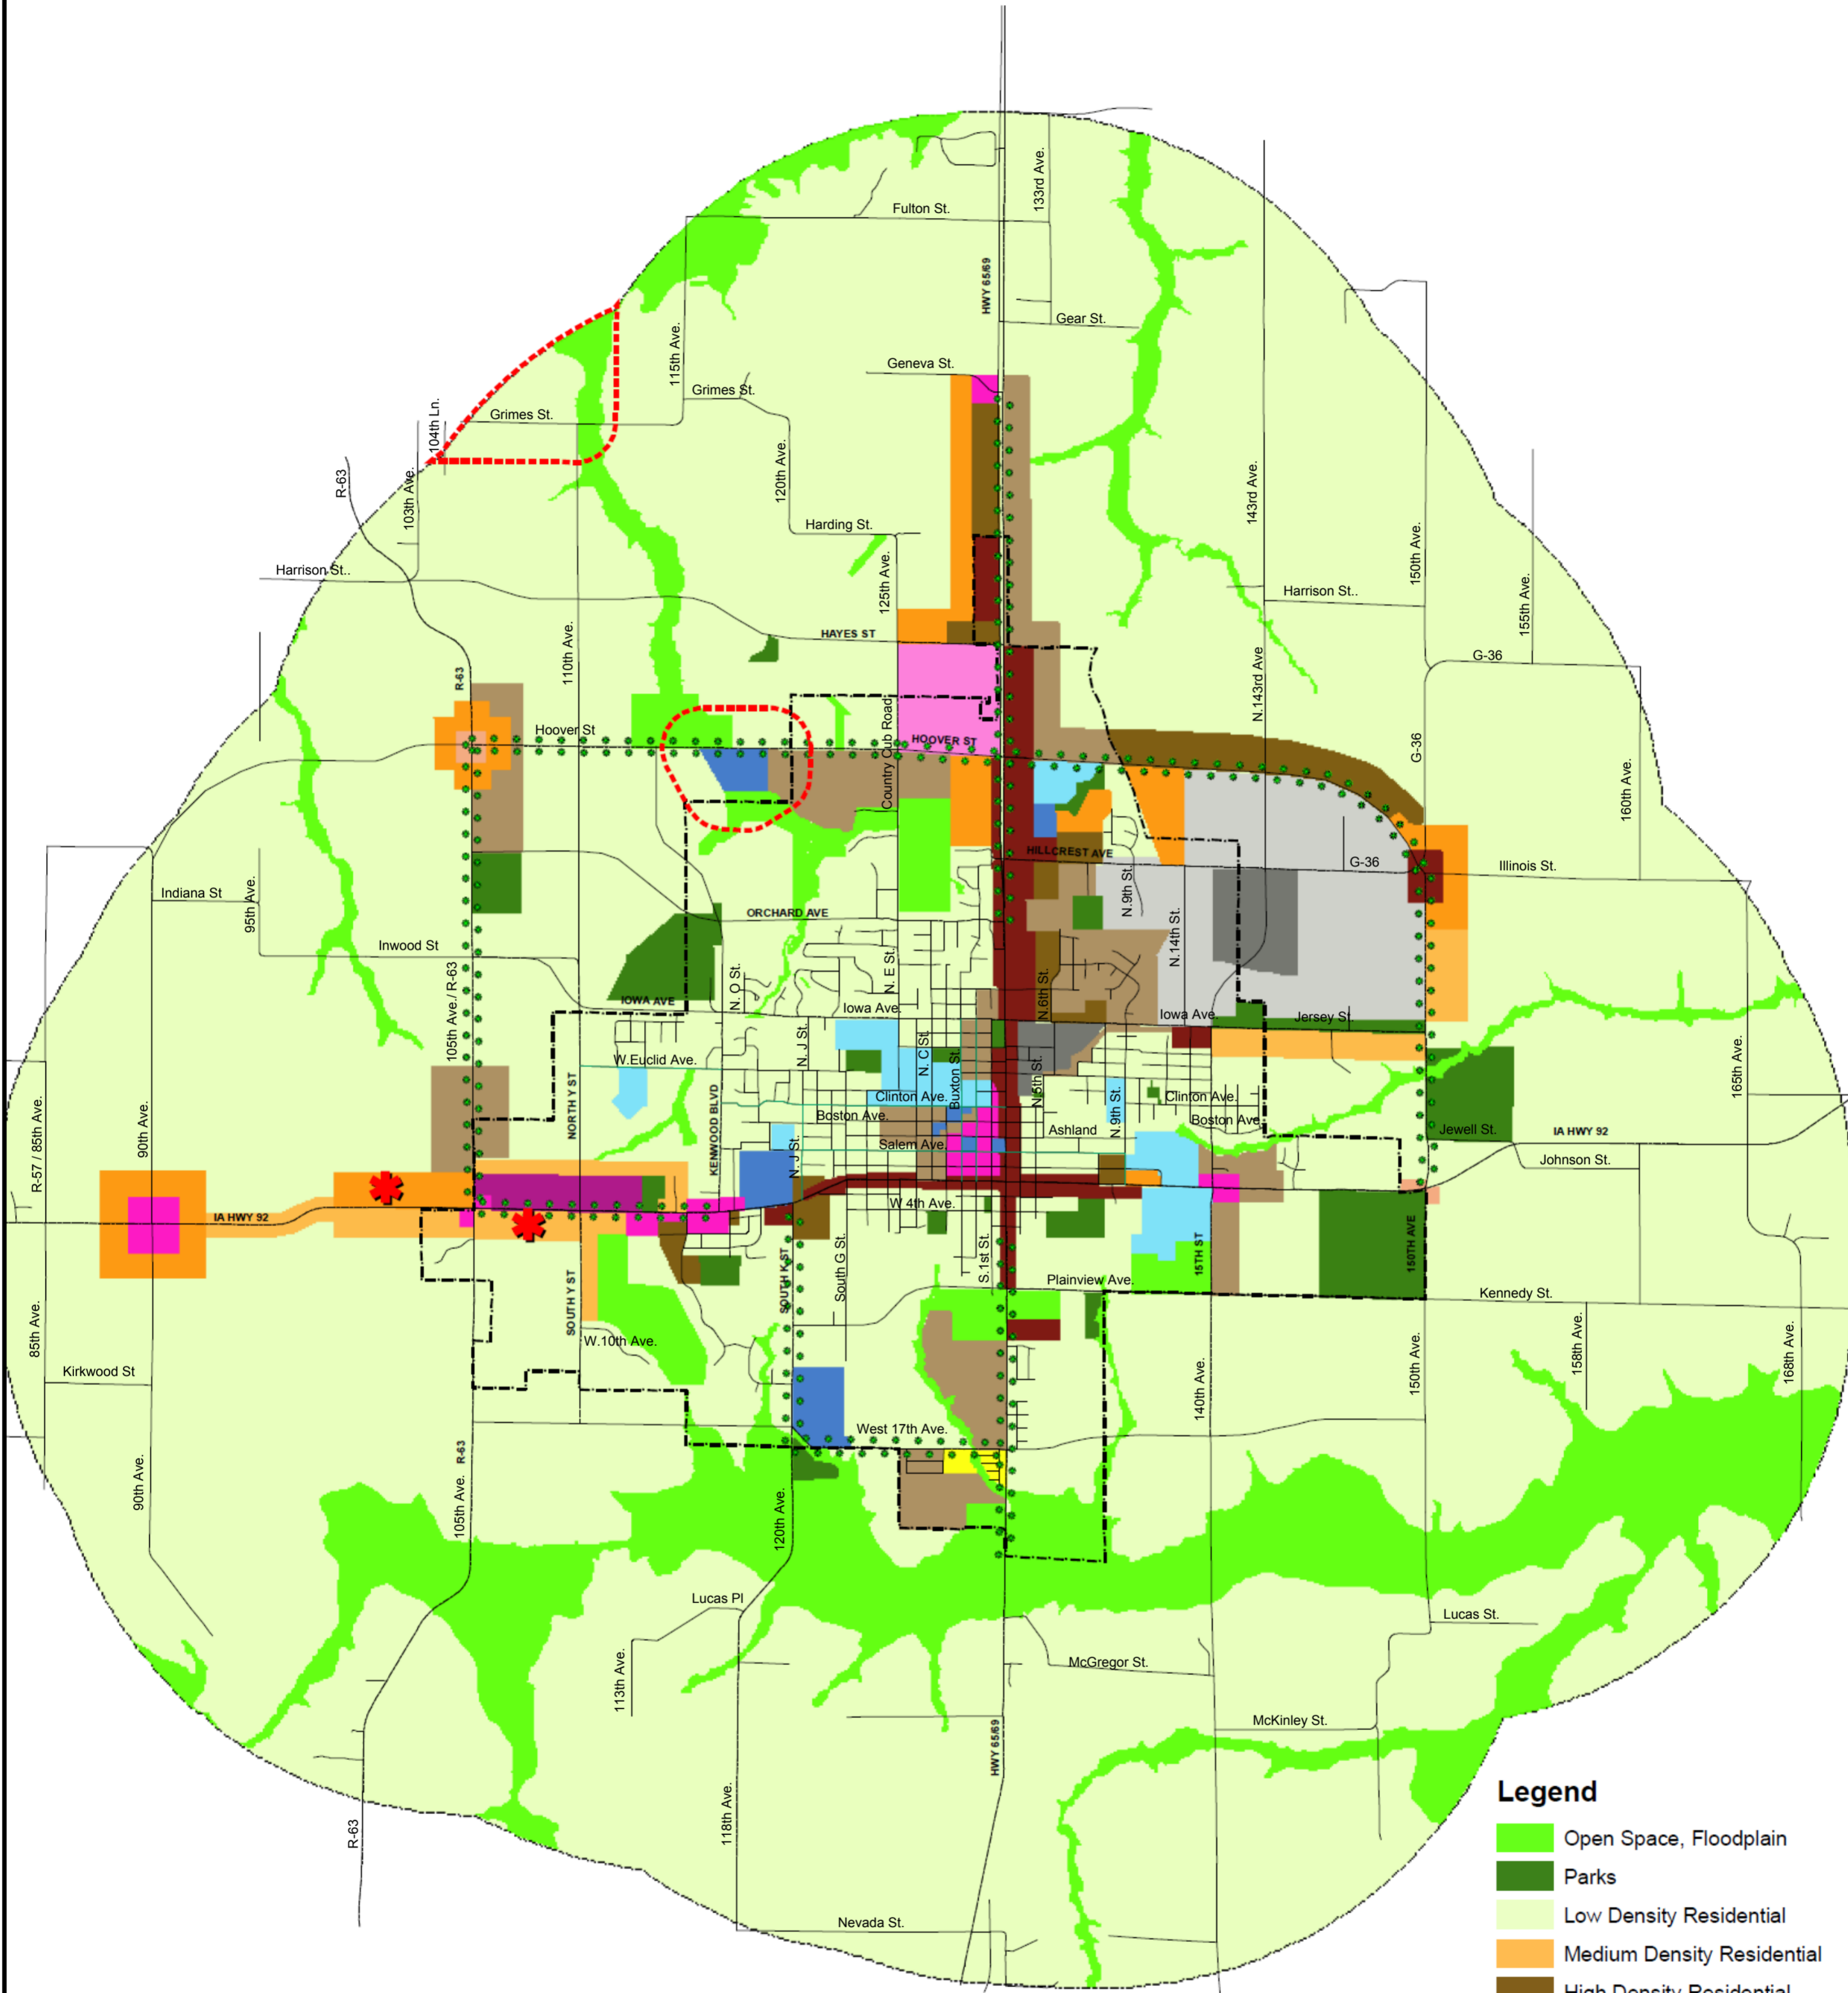 133rd Ave.
Fulton St.
HWY 65/69
Gear St.
115th Ave.
Geneva St.
Grimes St.
Grimes St.
104th Ln.
R-63
103th Ave.
120th Ave.
143rd Ave.
Harding St.
150th Ave.
Harrison St..
125th Ave.
Harrison St..
155th Ave.
HAYES ST
110th Ave.
G-36
R-63
N.143rd Ave
Hoover St
Country Cub Road
HOOVER ST
G-36
160th Ave.
HILLCREST AVE
G-36
Illinois St.
Indiana St
95th Ave.
N.9th St.
ORCHARD AVE
N.14th St.
Inwood St
N. O St.
N. E St.
N.6th St.
105th Ave./ R-63
IOWA AVE
Iowa Ave.
Iowa Ave.
Jersey St.
N. J St.
N. C St.
W.Euclid Ave.
Buxton St.
N.5th St.
165th Ave.
R-57 / 85th Ave.
90th Ave.
NORTH Y ST
KENWOOD BLVD
Clinton Ave.
Clinton Ave.
N.9th St.
Boston Ave.
Boston Ave.
Ashland
Jewell St.
IA HWY 92
N. J St.
Salem Ave.
Johnson St.
IA HWY 92
W 4th Ave.
15TH ST
150TH AVE
SOUTH K ST
South G St.
S.1st St.
Plainview Ave.
Kennedy St.
85th Ave.
SOUTH Y ST
W.10th Ave.
158th Ave.
168th Ave.
Kirkwood St
140th Ave.
150th Ave.
West 17th Ave.
R-63
90th Ave.
105th Ave.
120th Ave.
Lucas Pl
Lucas St.
113th Ave.
McGregor St.
McKinley St.
HWY 65/69
118th Ave.
R-63
Nevada St.
Legend
Open Space, Floodplain
Parks
Low Density Residential
Medium Density Residential
High Density Residential